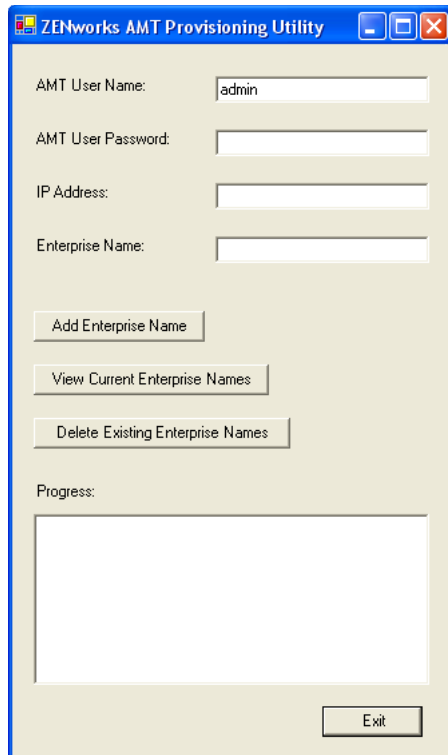 ZENworks AMT Provisioning Utility
AMT User Name:
admin
AMT User Password:
IP Address:
Enterprise Name:
Add Enterprise Name
View Current Enterprise Names
Delete Existing Enterprise Names
Progress:
Exit